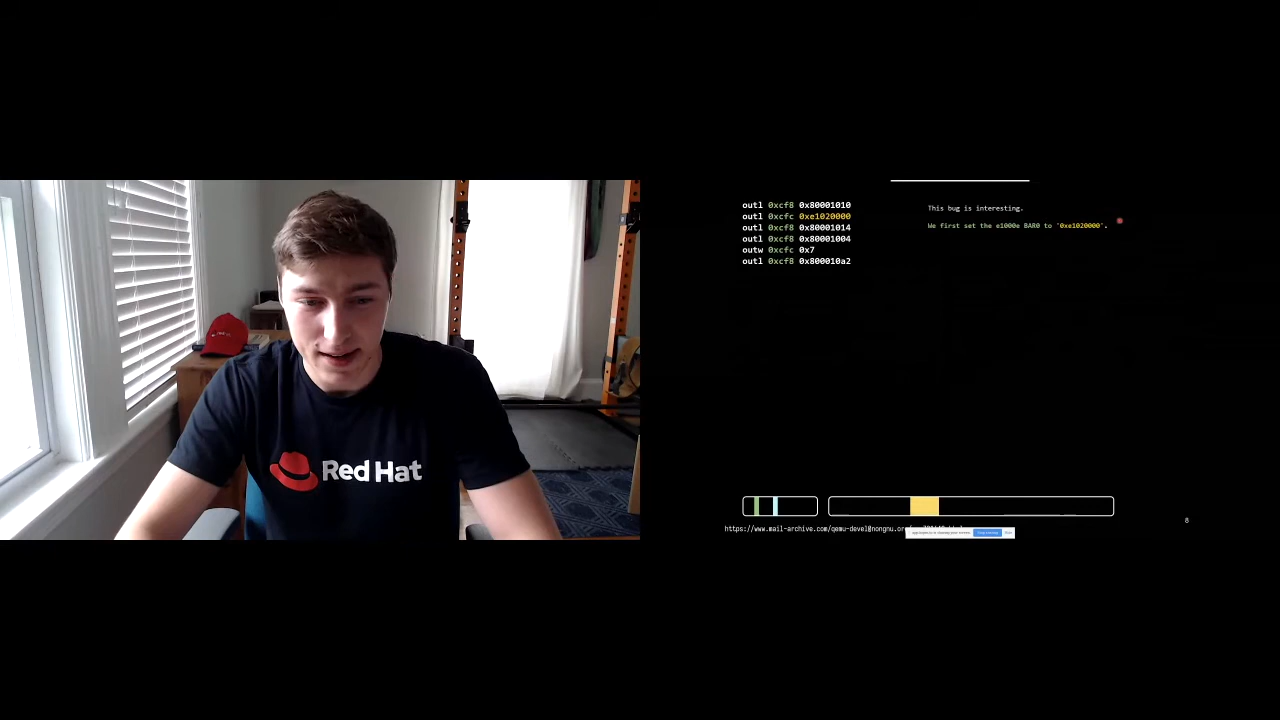 Red Hat
outl 0xcf8 0x80001010
outl 0xcfc 0xe1020000
outl 0xcf8 0x80001014
outl 0xcf8 0x80001004
outw 0xcfc 0x7
outl 0xcf8 0x800010a2
This bug is interesting.
We first set the e1000e BAR0 to '0xe1020000'.
https://www.mail-archive.com/qemu-devel@nongnu.or
8